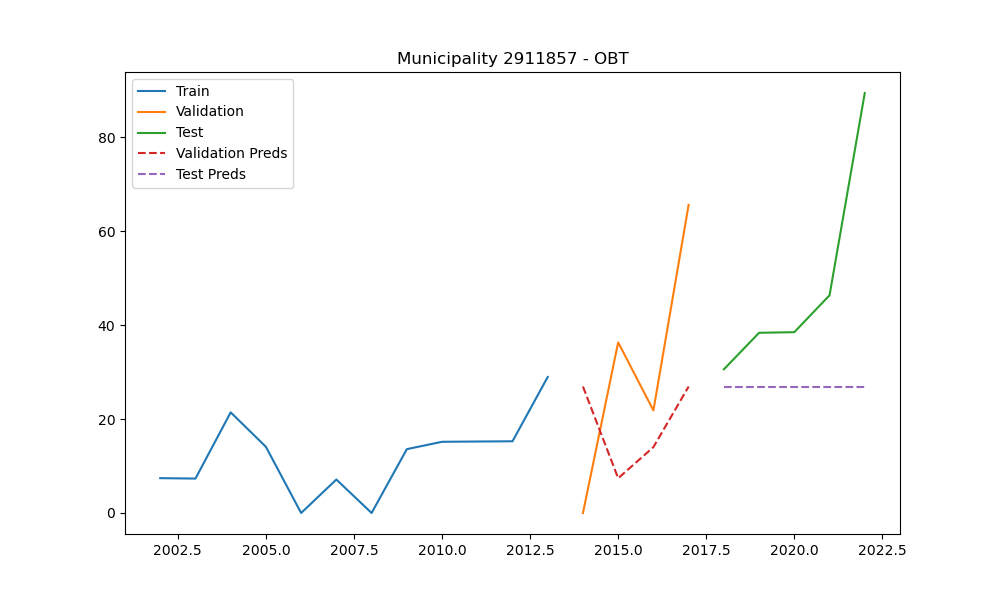 Municipality 2911857 - OBT
Train
Validation
Test
Validation Preds
Test Preds
80
60
40
20
0
2002.5 2005.0 2007.5 2010.0 2012.5 2015.0 2017.5 2020.0 2022.5